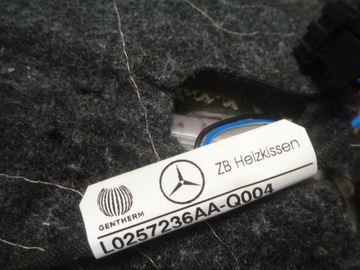 ZB Heizkissen
GENTHERM
L0257236AA-Q004